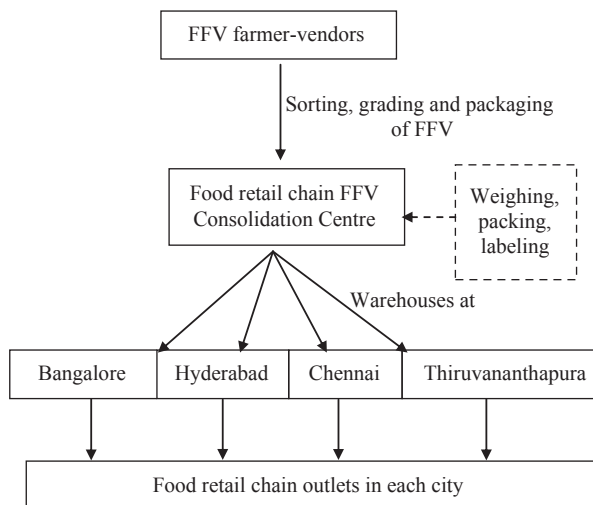 FFV farmer-vendors
Sorting, grading and packaging
of FFV
Food retail chain FFV
Consolidation Centre
Weighing,
packing,
labeling
Warehouses at
Bangalore
Hyderabad
Chennai
Thiruvananthapura
Food retail chain outlets in each city